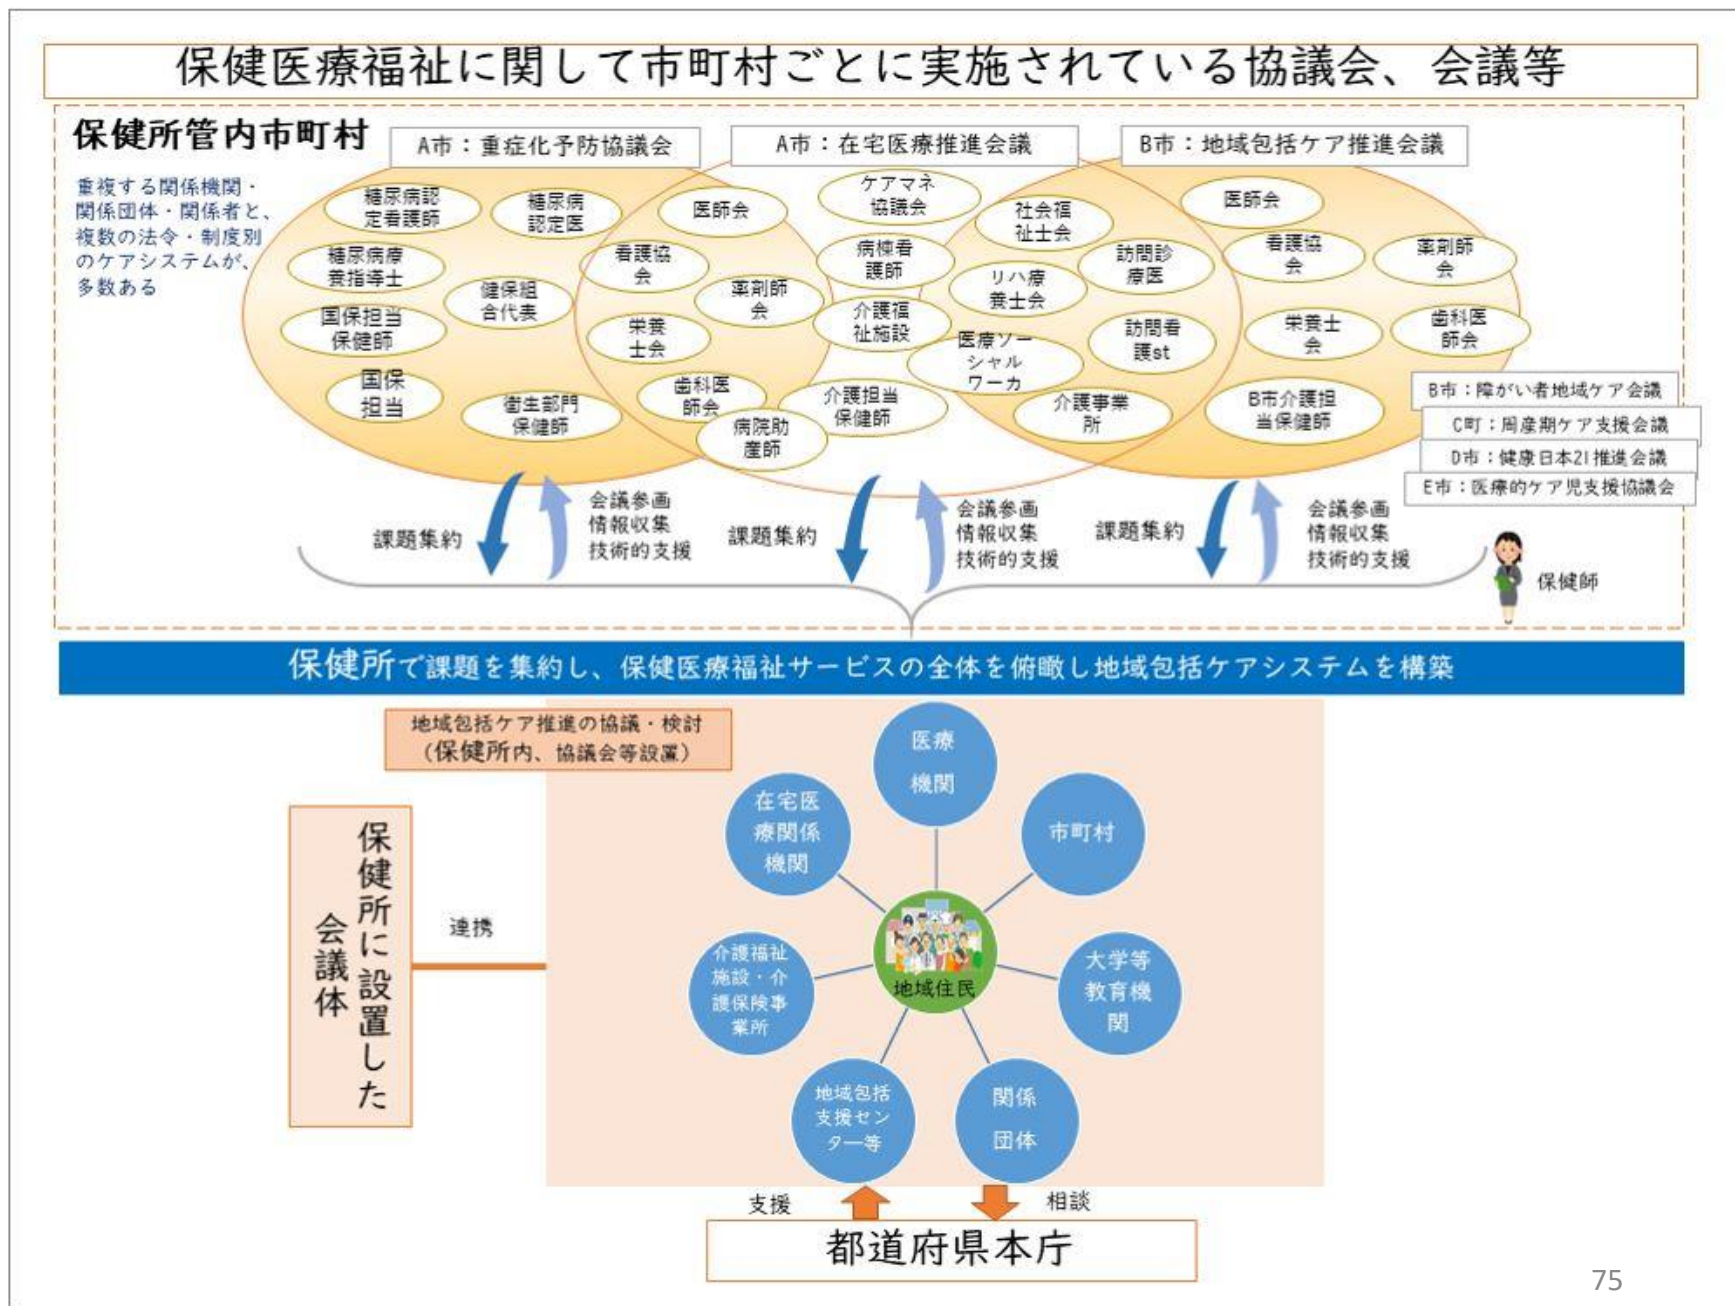 保健医療福祉に関して市町村ごとに実施されている協議会、会議等
保健所管内市町村
重複する関係機関・
関係団体・関係者と、
複数の法令・制度別
のケアシステムが、
多数ある
A市：重症化予防協議会
A市：在宅医療推進会議
B市：地域包括ケア推進会議
糖尿病認
定看護師
糖尿病
認定医
糖尿病療
養指導士
健保組
合代表
国保担当
保健師
国保
担当
衛生部門
保健師
医師会
看護協
会
薬剤師
会
栄養
士会
歯科医
師会
病院助
産師
ケアマネ
協議会
病棟看
護師
介護福
祉施設
介護担当
保健師
社会福
祉士会
リハ療
養士会
訪問診
療医
医療ソー
シャル
ワーカ
訪問看
護st
介護事業
所
医師会
看護協
会
薬剤師
会
栄養士
会
歯科医
師会
B市介護担
当保健師
B市：障がい者地域ケア会議
C町：周産期ケア支援会議
D市：健康日本21推進会議
E市：医療的ケア児支援協議会
課題集約
会議参画
情報収集
技術的支援
課題集約
会議参画
情報収集
技術的支援
課題集約
会議参画
情報収集
技術的支援
保健師
保健所で課題を集約し、保健医療福祉サービスの全体を俯瞰し地域包括ケアシステムを構築
地域包括ケア推進の協議・検討
（保健所内、協議会等設置）
保健所に設置した
会議体
連携
医療
機関
市町村
大学等
教育機
関
関係
団体
地域包括
支援セン
ター等
介護福祉
施設・介
護保険事
業所
在宅医
療関係
機関
地域住民
支援
相談
都道府県本庁
75